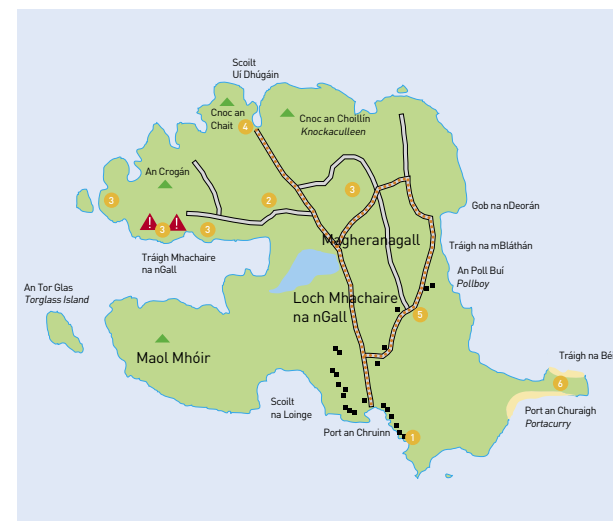 Scoilt
Uí Dhúgáin
Cnoc an
Chait
4
Cnoc an Choillín
Knockaculleen
An Crogán
3
2
3
!
!
3
3
Gob na nDeorán
Magheranagall
Tráigh Mhachaire
na nGall
Tráigh na mBláthán
An Poll Buí
Pollboy
An Tor Glas
Torglass Island
Loch Mhachaire
na nGall
5
Maol Mhóir
Tráigh na Bé
6
Scoilt
na Loinge
Port an Churaigh
Portacurry
Port an Chruinn
1